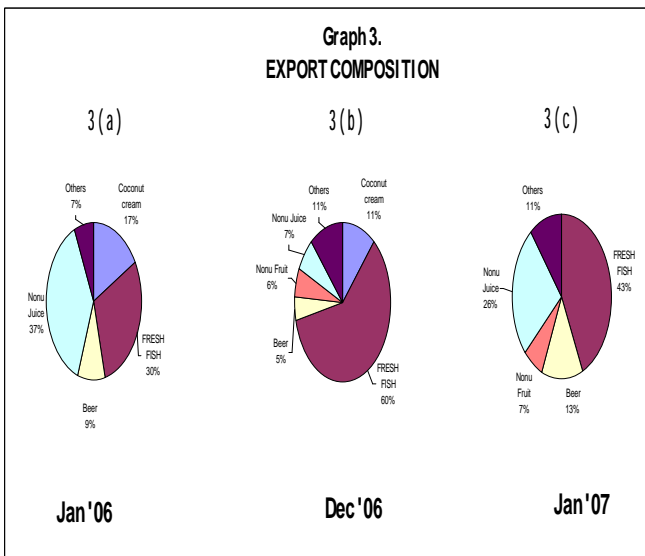 Graph 3.
EXPORT COMPOSITION
3(a)
3(b)
3(c)
Others
7%
Coconut
cream
17%
FRESH
FISH
30%
Beer
9%
Nonu
Juice
37%
Jan'06
Others
11%
Coconut
cream
11%
FRESH
FISH
60%
Beer
5%
Nonu Fruit
6%
Nonu Juice
7%
Dec'06
Others
11%
FRESH
FISH
43%
Beer
13%
Nonu
Fruit
7%
Nonu
Juice
26%
Jan'07